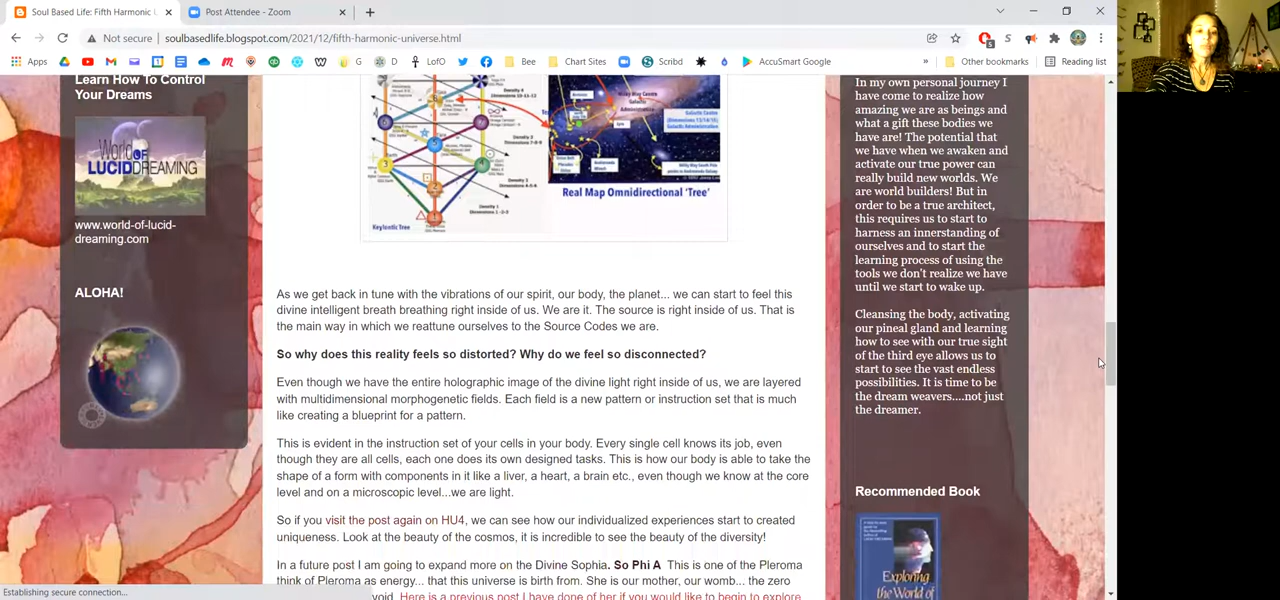 Soul Based Life: Fifth Harmonic U
Post Attendee - Zoom
Not secure | soulbasedlife.blogspot.com/2021/12/fifth-harmonic-universe.html
5
Apps
31
G
D
LofO
Bee
Chart Sites
Scribd
AccuSmart Google
»
Other bookmarks
Reading list
Learn How To Control
Your Dreams
World
OF
LUCID DREAMING
www.world-of-lucid-
dreaming.com
ALOHA!
Keylontic Tree
Real Map Omnidirectional 'Tree'
As we get back in tune with the vibrations of our spirit, our body, the planet... we can start to feel this
divine intelligent breath breathing right inside of us. We are it. The source is right inside of us. That is
the main way in which we reattune ourselves to the Source Codes we are.
So why does this reality feels so distorted? Why do we feel so disconnected?
Even though we have the entire holographic image of the divine light right inside of us, we are layered
with multidimensional morphogenetic fields. Each field is a new pattern or instruction set that is much
like creating a blueprint for a pattern.
This is evident in the instruction set of your cells in your body. Every single cell knows its job, even
though they are all cells, each one does its own designed tasks. This is how our body is able to take the
shape of a form with components in it like a liver, a heart, a brain etc., even though we know at the core
level and on a microscopic level...we are light.
So if you visit the post again on HU4, we can see how our individualized experiences start to created
uniqueness. Look at the beauty of the cosmos, it is incredible to see the beauty of the diversity!
In a future post I am going to expand more on the Divine Sophia. So Phi A This is one of the Pleroma
think of Pleroma as energy... that this universe is birth from. She is our mother, our womb... the zero
void. Here is a previous post I have done of her if you would like to begin to explore
In my own personal journey I
have come to realize how
amazing we are as beings and
what a gift these bodies we
have are! The potential that
we have when we awaken and
activate our true power can
really build new worlds. We
are world builders! But in
order to be a true architect,
this requires us to start to
harness an innerstanding of
ourselves and to start the
learning process of using the
tools we don't realize we have
until we start to wake up.
Cleansing the body, activating
our pineal gland and learning
how to see with our true sight
of the third eye allows us to
start to see the vast endless
possibilities. It is time to be
the dream weavers....not just
the dreamer.
Recommended Book
Exploring
the World of
Establishing secure connection...